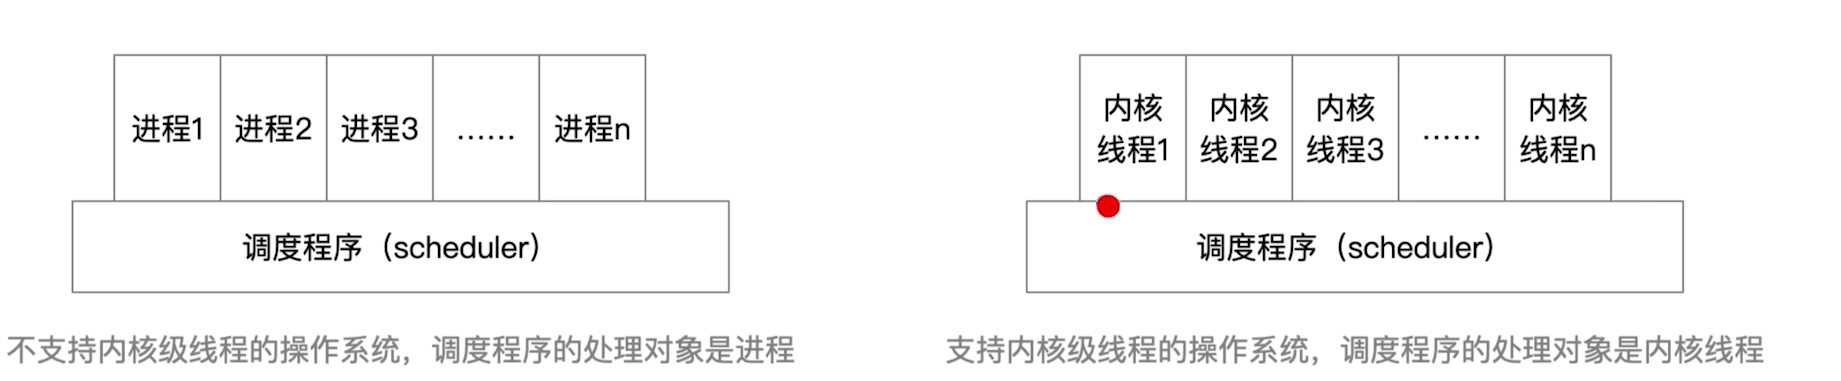 进程1 进程2 进程3 …… 进程n
调度程序（scheduler）
不支持内核级线程的操作系统，调度程序的处理对象是进程
内核 内核 内核 …… 内核
线程1 线程2 线程3 线程n
调度程序（scheduler）
支持内核级线程的操作系统，调度程序的处理对象是内核线程